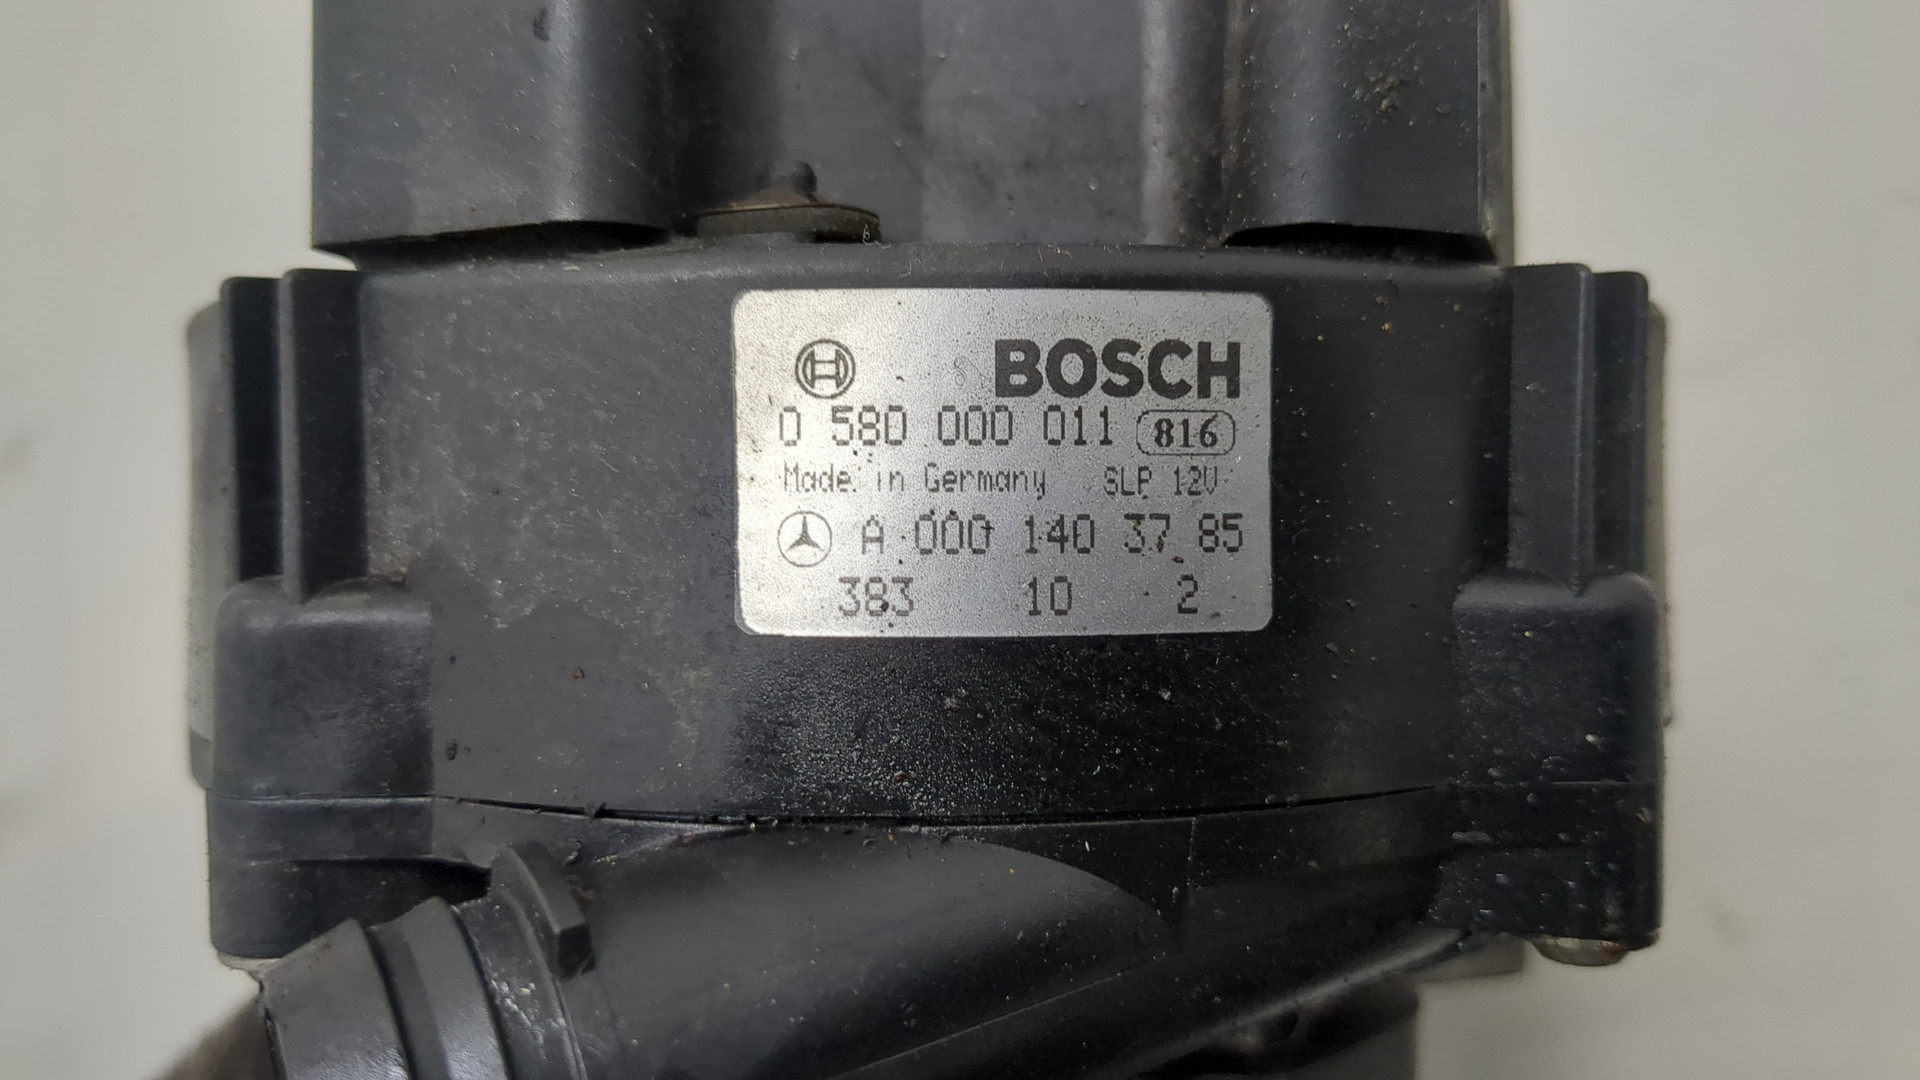 BOSCH
0 580 000 011 816
Made in Germany SLP 12V
A 000 140 37 85
383 10 2